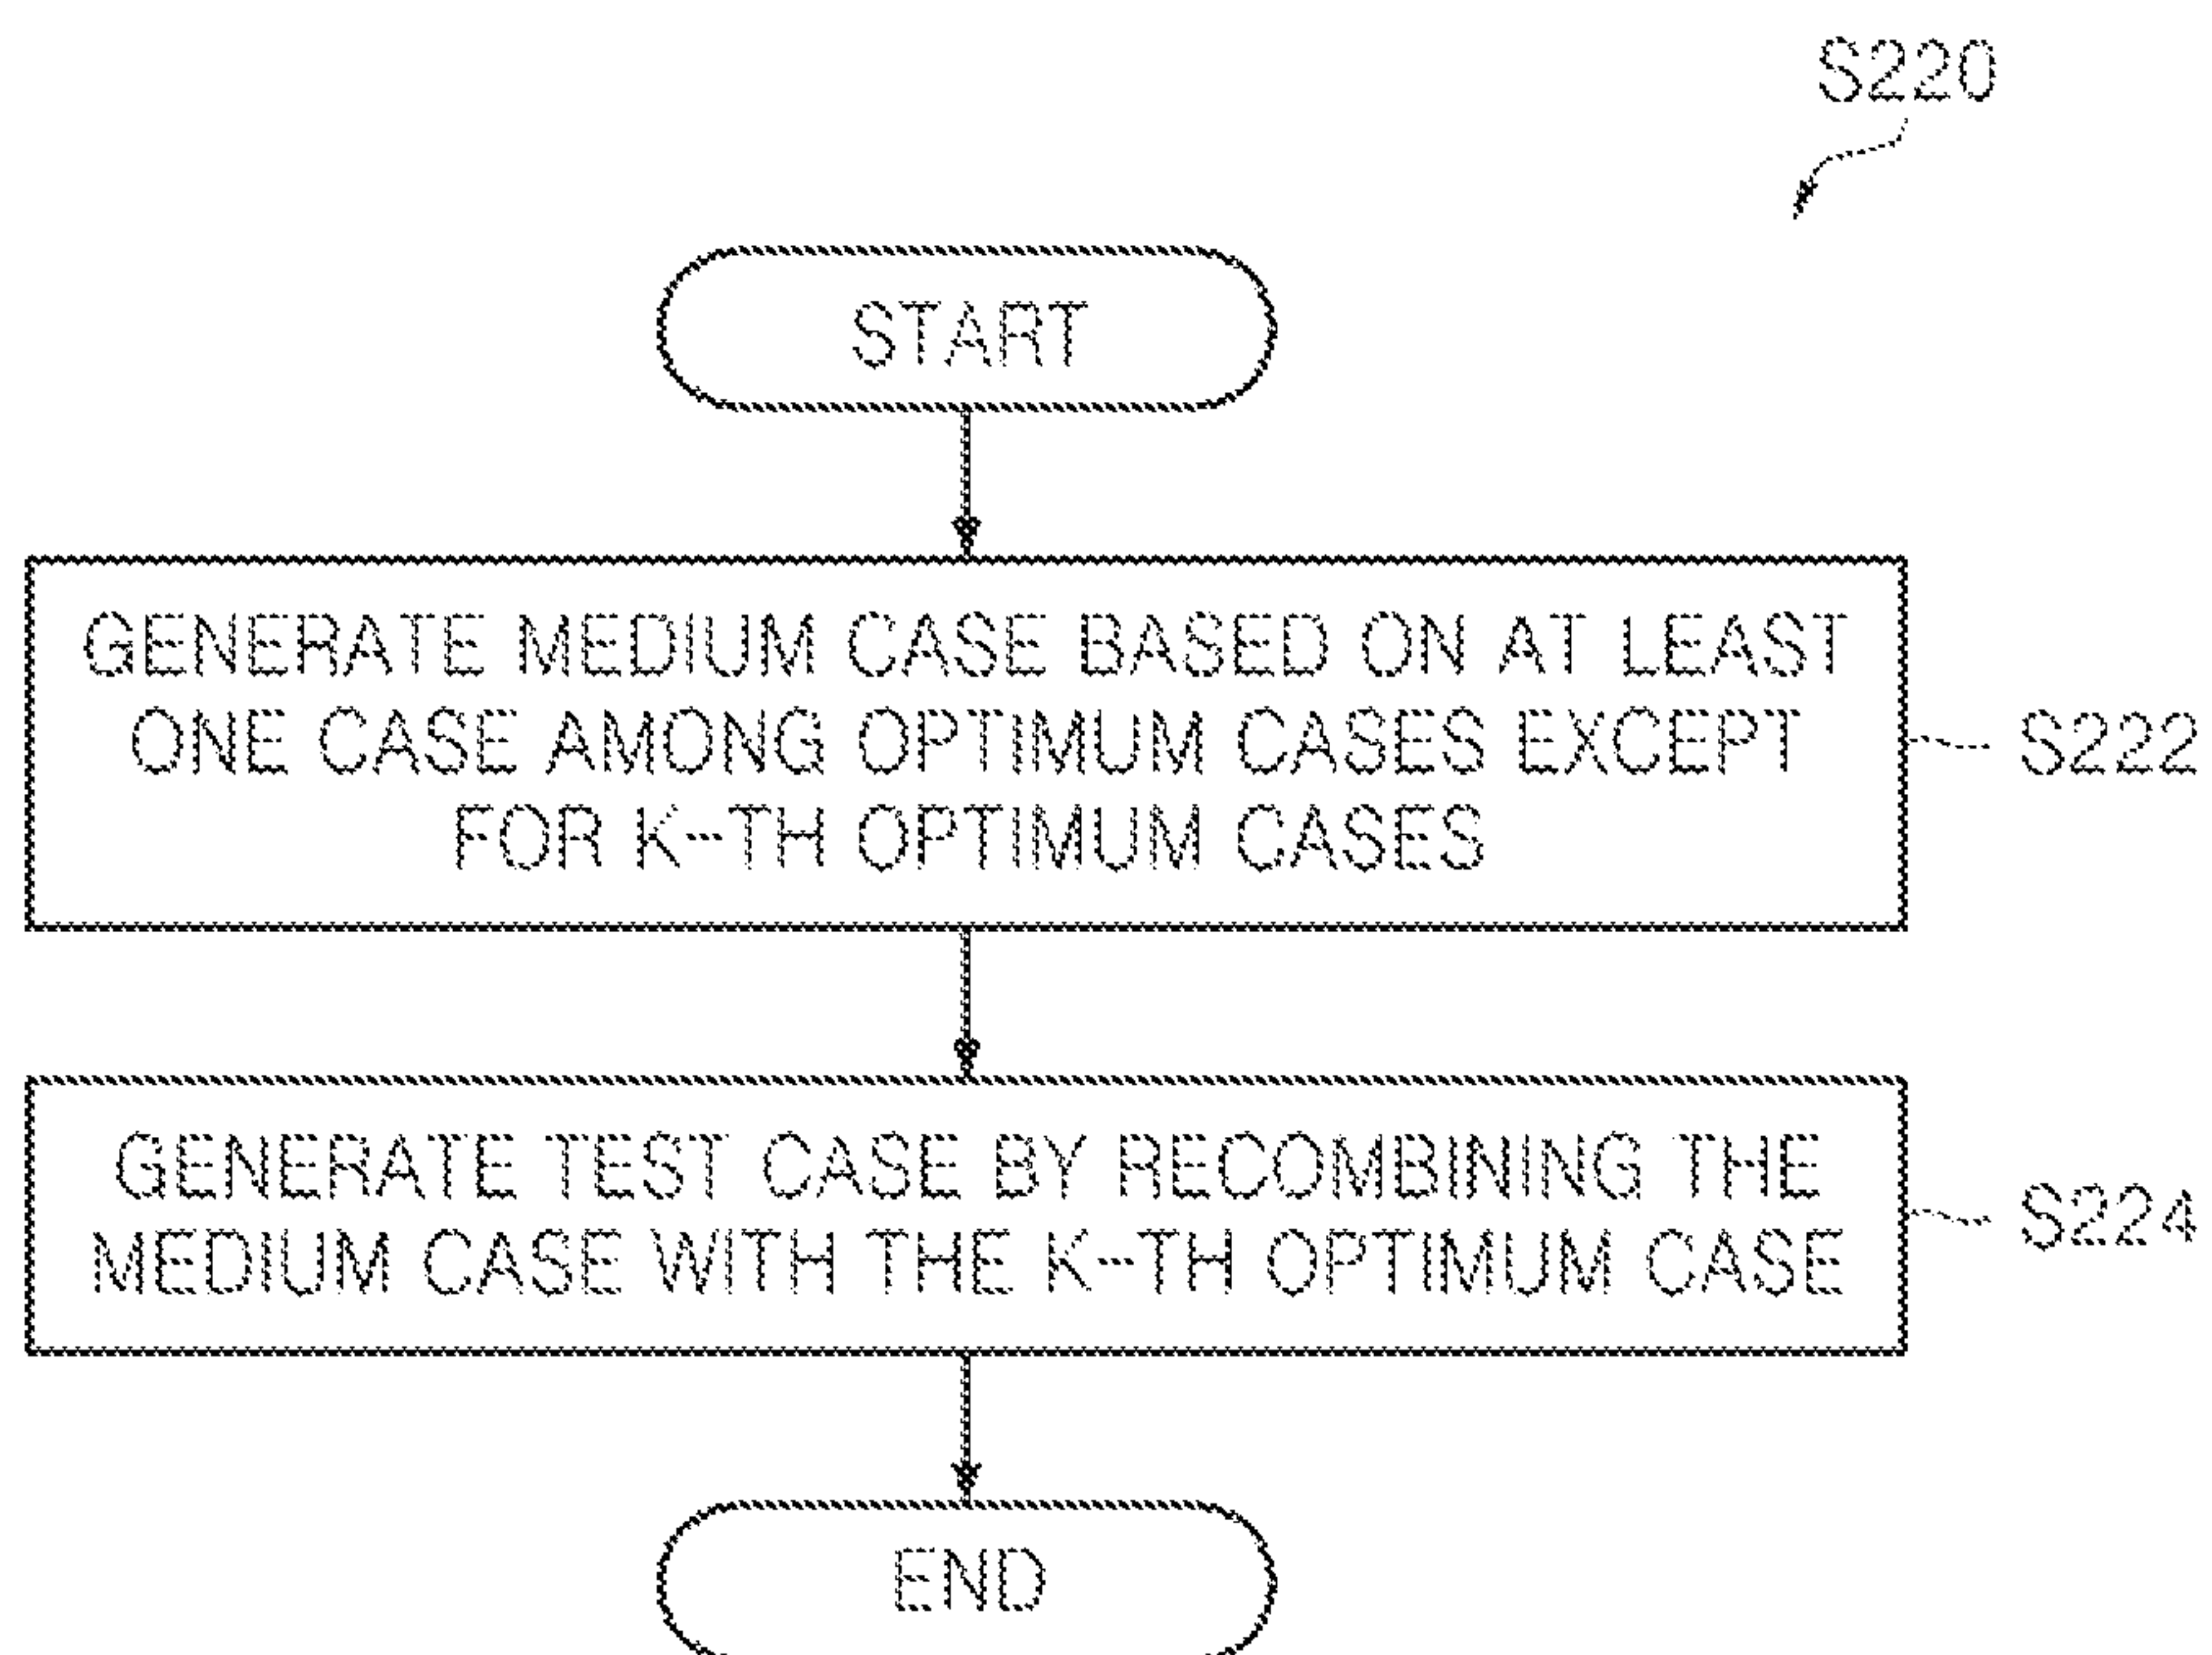 S220
START
GENERATE MEDIUM CASE BASED ON AT LEAST
ONE CASE AMONG OPTIMUM CASES EXCEPT
FOR K-TH OPTIMUM CASES
S222
GENERATE TEST CASE BY RECOMBINING THE
MEDIUM CASE WITH THE K-TH OPTIMUM CASE
S224
END